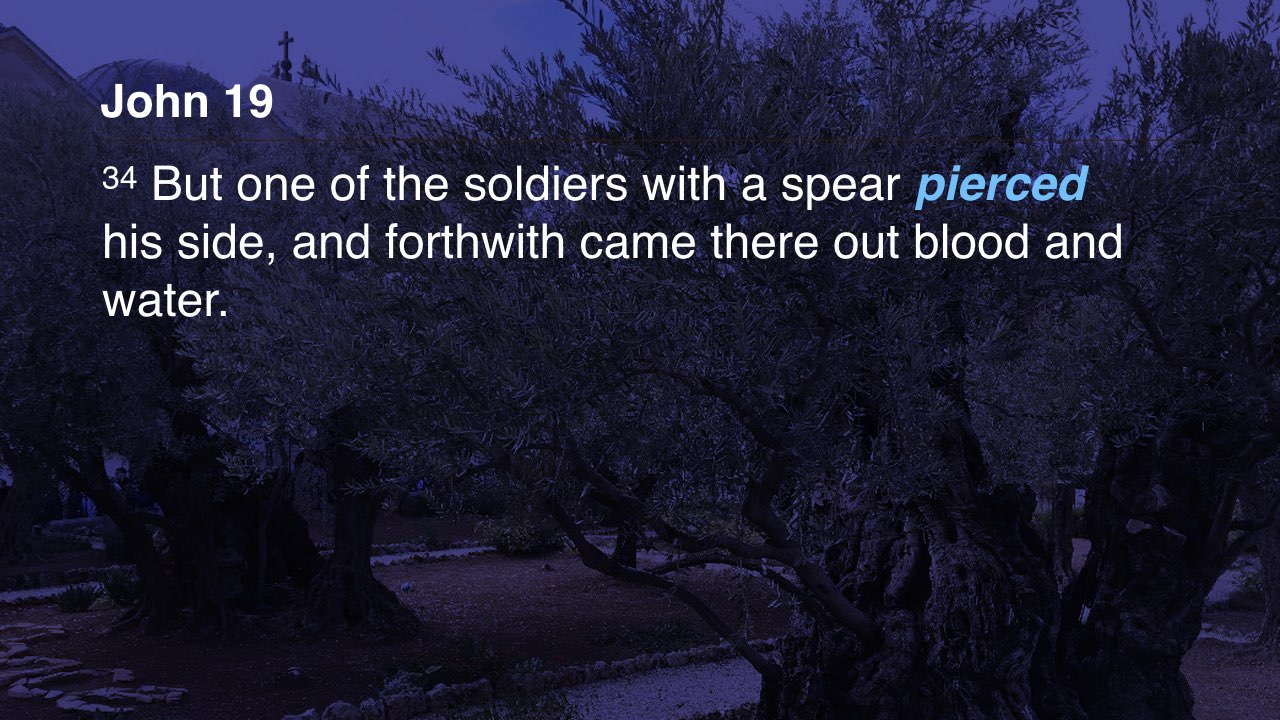 John 19
34 But one of the soldiers with a spear pierced
his side, and forthwith came there out blood and
water.